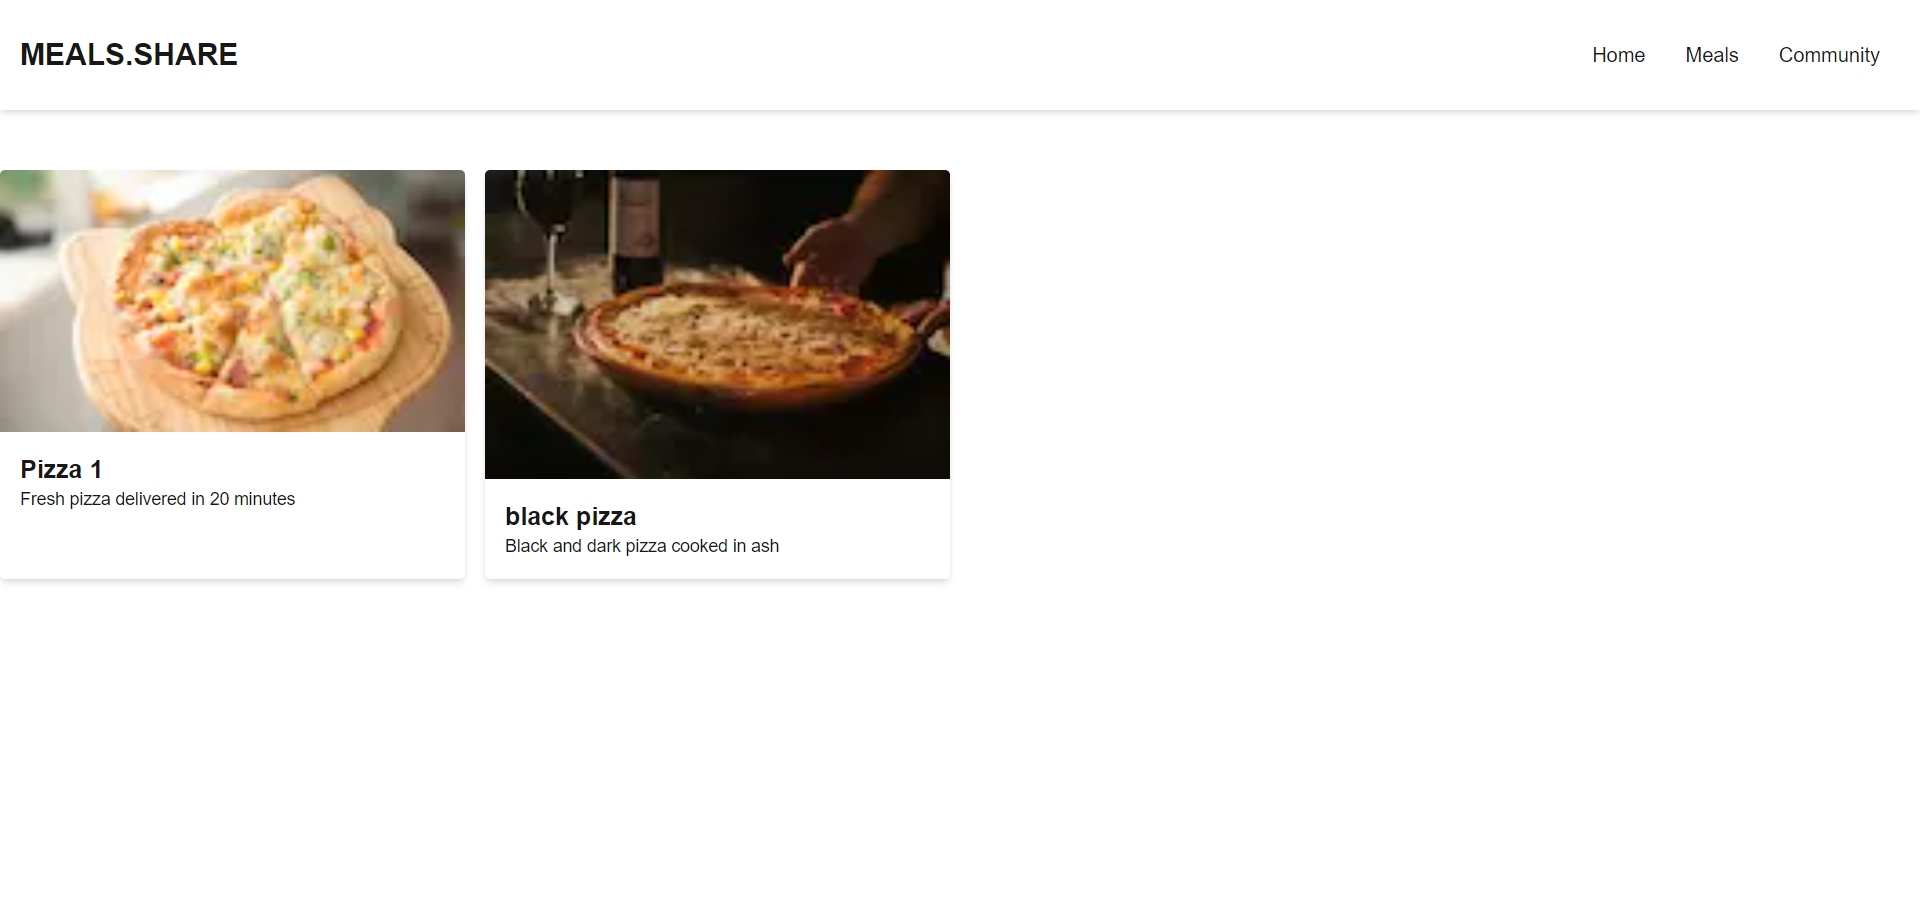 MEALS.SHARE
Home Meals Community
Pizza 1
Fresh pizza delivered in 20 minutes
black pizza
Black and dark pizza cooked in ash